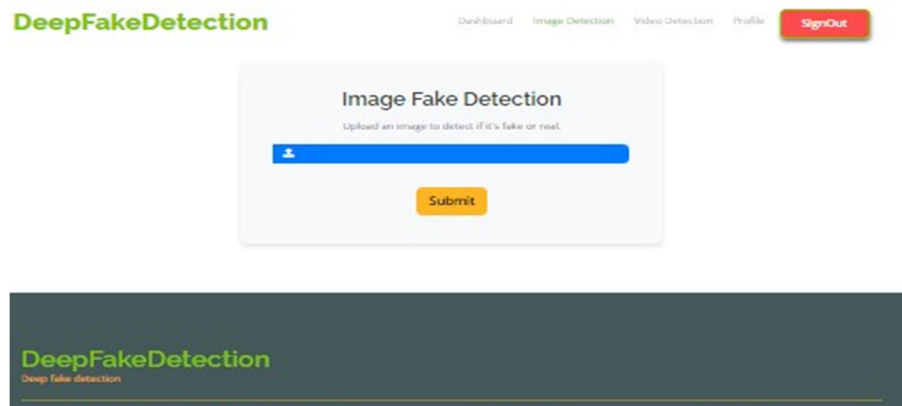 DeepFakeDetection
Dashboard Image Detection Video Detection Profile SignOut
Image Fake Detection
Upload an image to detect if it's fake or real.
Submit
DeepFakeDetection
Deep fake detection